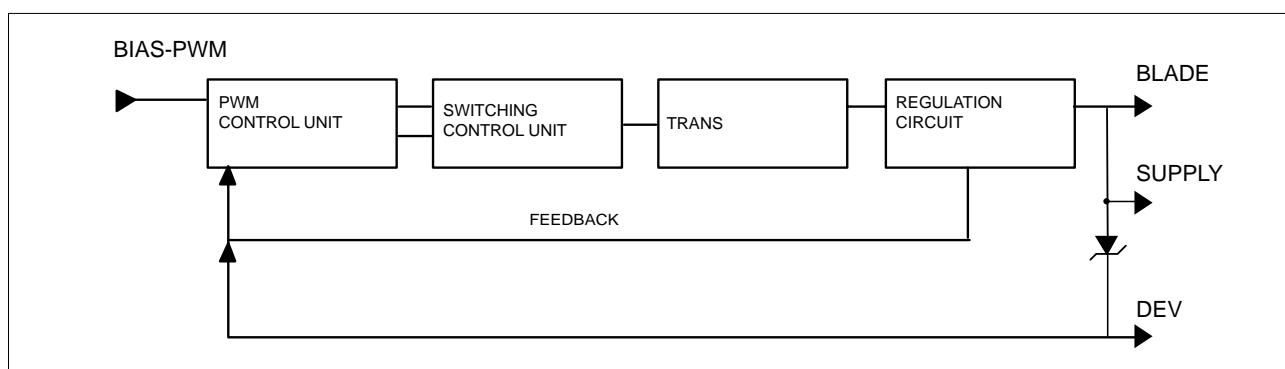 BIAS-PWM
PWM
CONTROL UNIT
SWITCHING
CONTROL UNIT
TRANS
REGULATION
CIRCUIT
BLADE
SUPPLY
FEEDBACK
DEV